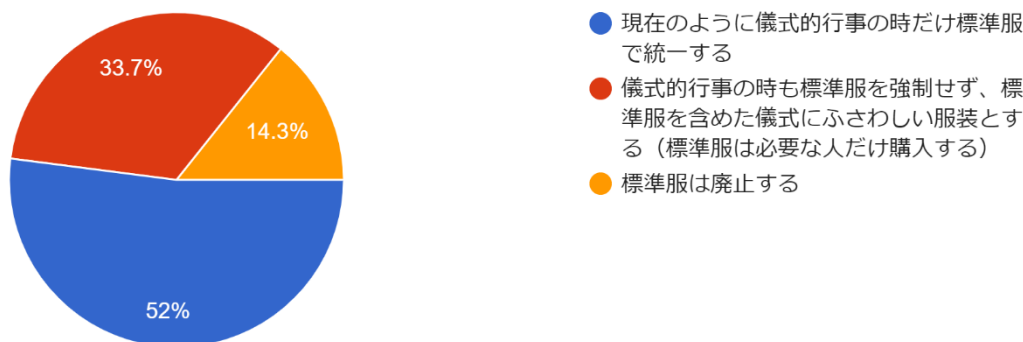 33.7%
14.3%
52%
現在のように儀式的行事の時だけ標準服
で統一する
儀式的行事の時も標準服を強制せず、標
準服を含めた儀式にふさわしい服装とす
る（標準服は必要な人だけ購入する）
標準服は廃止する